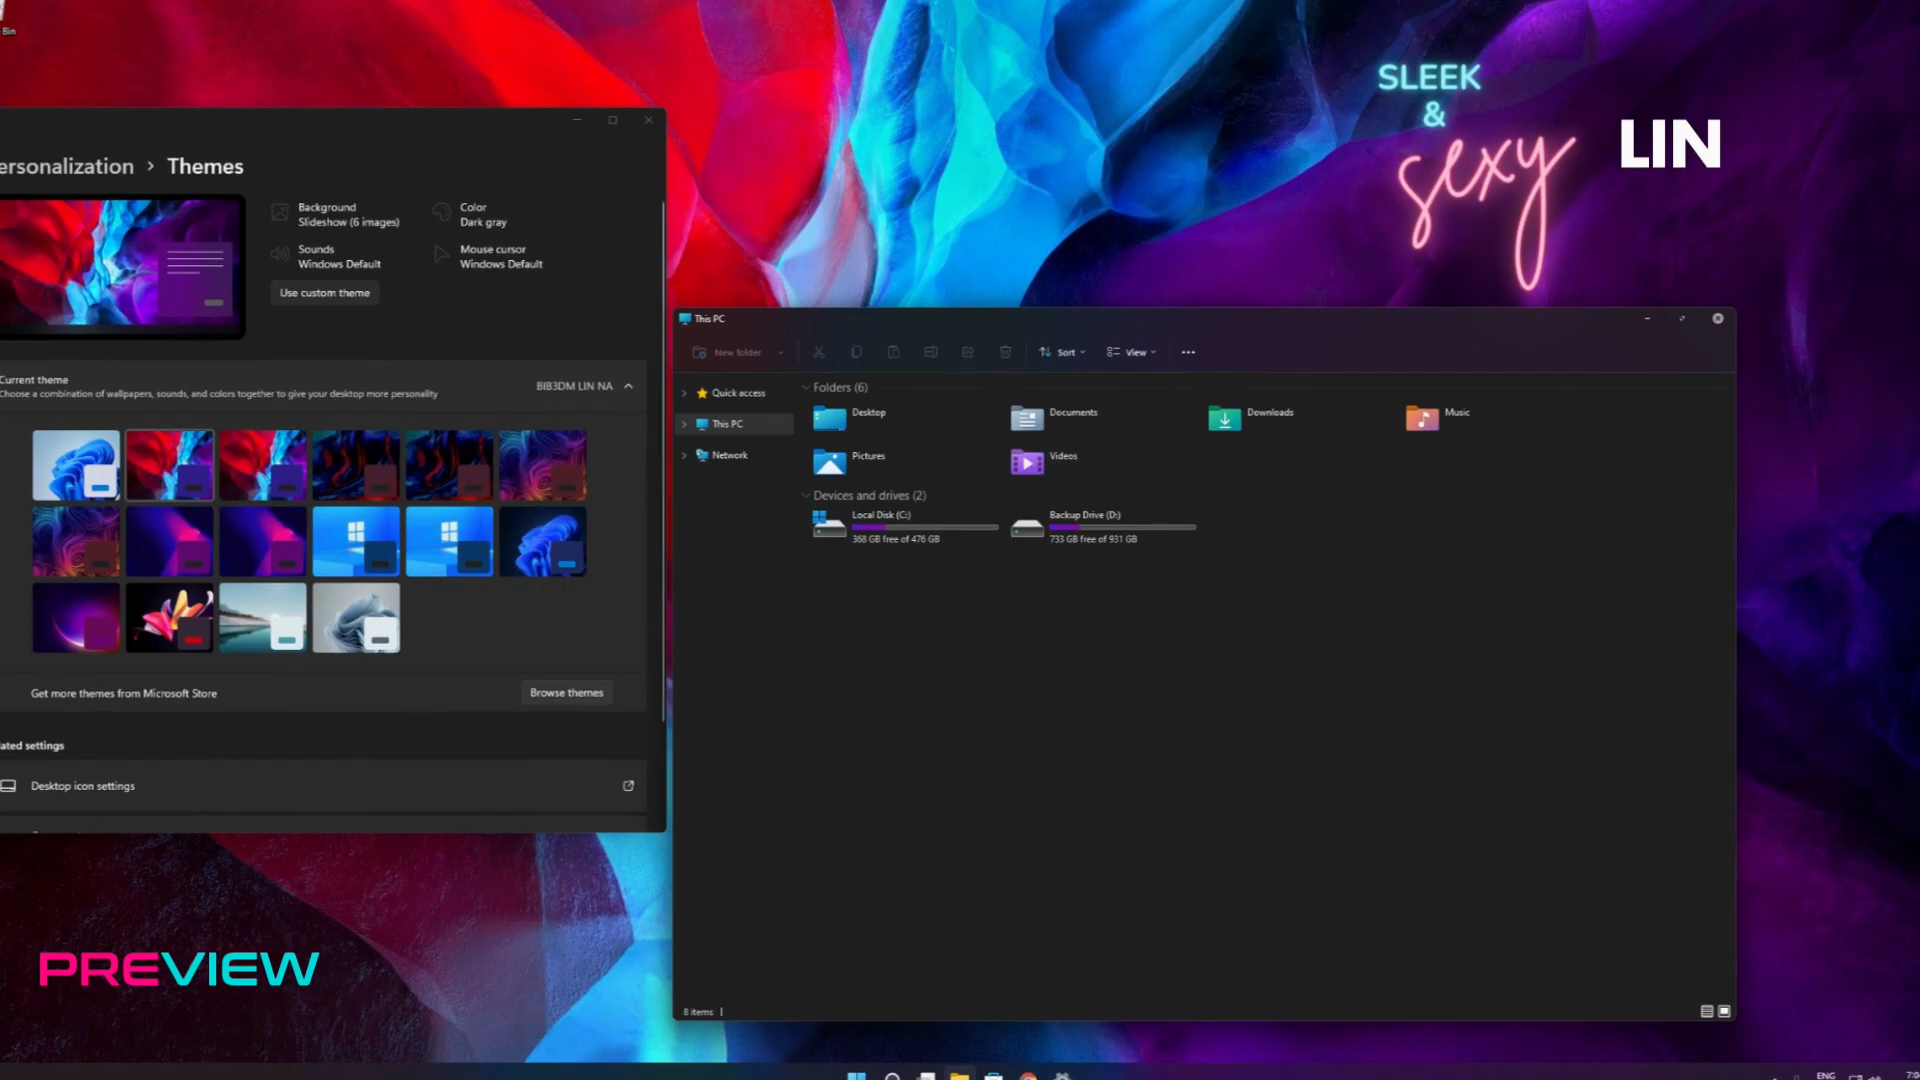 Bin
SLEEK
&
sexy
LIN
ersonalization > Themes
Background
Slideshow (6 images)
Color
Dark gray
Sounds
Windows Default
Mouse cursor
Windows Default
Use custom theme
Current theme
Choose a combination of wallpapers, sounds, and colors together to give your desktop more personality
BIB3DM LIN NA
Get more themes from Microsoft Store
Browse themes
ated settings
Desktop icon settings
This PC
New folder
Sort
View
Quick access
This PC
Network
Folders (6)
Desktop
Documents
Downloads
Music
Pictures
Videos
Devices and drives (2)
Local Disk (C:)
368 GB free of 476 GB
Backup Drive (D:)
733 GB free of 931 GB
8 items
PREVIEW
ENG